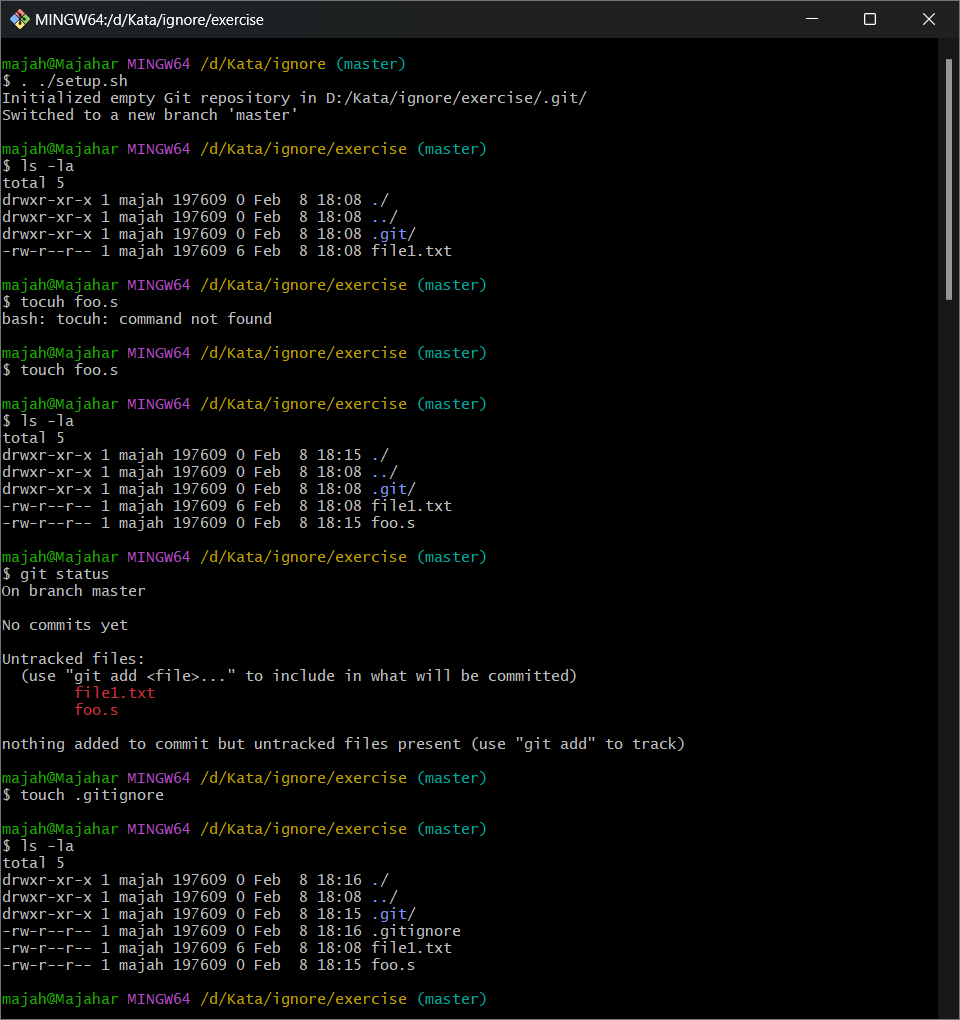 MINGW64:/d/Kata/ignore/exercise
majah@Majahar MINGW64 /d/Kata/ignore (master)
$ . ./setup.sh
Initialized empty Git repository in D:/Kata/ignore/exercise/.git/
Switched to a new branch 'master'
majah@Majahar MINGW64 /d/Kata/ignore/exercise (master)
$ ls -la
total 5
drwxr-xr-x 1 majah 197609 0 Feb  8 18:08 ./
drwxr-xr-x 1 majah 197609 0 Feb  8 18:08 ../
drwxr-xr-x 1 majah 197609 0 Feb  8 18:08 .git/
-rw-r--r-- 1 majah 197609 6 Feb  8 18:08 file1.txt
majah@Majahar MINGW64 /d/Kata/ignore/exercise (master)
$ tocuh foo.s
bash: tocuh: command not found
majah@Majahar MINGW64 /d/Kata/ignore/exercise (master)
$ touch foo.s
majah@Majahar MINGW64 /d/Kata/ignore/exercise (master)
$ ls -la
total 5
drwxr-xr-x 1 majah 197609 0 Feb  8 18:15 ./
drwxr-xr-x 1 majah 197609 0 Feb  8 18:08 ../
drwxr-xr-x 1 majah 197609 0 Feb  8 18:08 .git/
-rw-r--r-- 1 majah 197609 6 Feb  8 18:08 file1.txt
-rw-r--r-- 1 majah 197609 0 Feb  8 18:15 foo.s
majah@Majahar MINGW64 /d/Kata/ignore/exercise (master)
$ git status
On branch master
No commits yet
Untracked files:
  (use "git add <file>..." to include in what will be committed)
        file1.txt
        foo.s
nothing added to commit but untracked files present (use "git add" to track)
majah@Majahar MINGW64 /d/Kata/ignore/exercise (master)
$ touch .gitignore
majah@Majahar MINGW64 /d/Kata/ignore/exercise (master)
$ ls -la
total 5
drwxr-xr-x 1 majah 197609 0 Feb  8 18:16 ./
drwxr-xr-x 1 majah 197609 0 Feb  8 18:08 ../
drwxr-xr-x 1 majah 197609 0 Feb  8 18:15 .git/
-rw-r--r-- 1 majah 197609 0 Feb  8 18:16 .gitignore
-rw-r--r-- 1 majah 197609 6 Feb  8 18:08 file1.txt
-rw-r--r-- 1 majah 197609 0 Feb  8 18:15 foo.s
majah@Majahar MINGW64 /d/Kata/ignore/exercise (master)